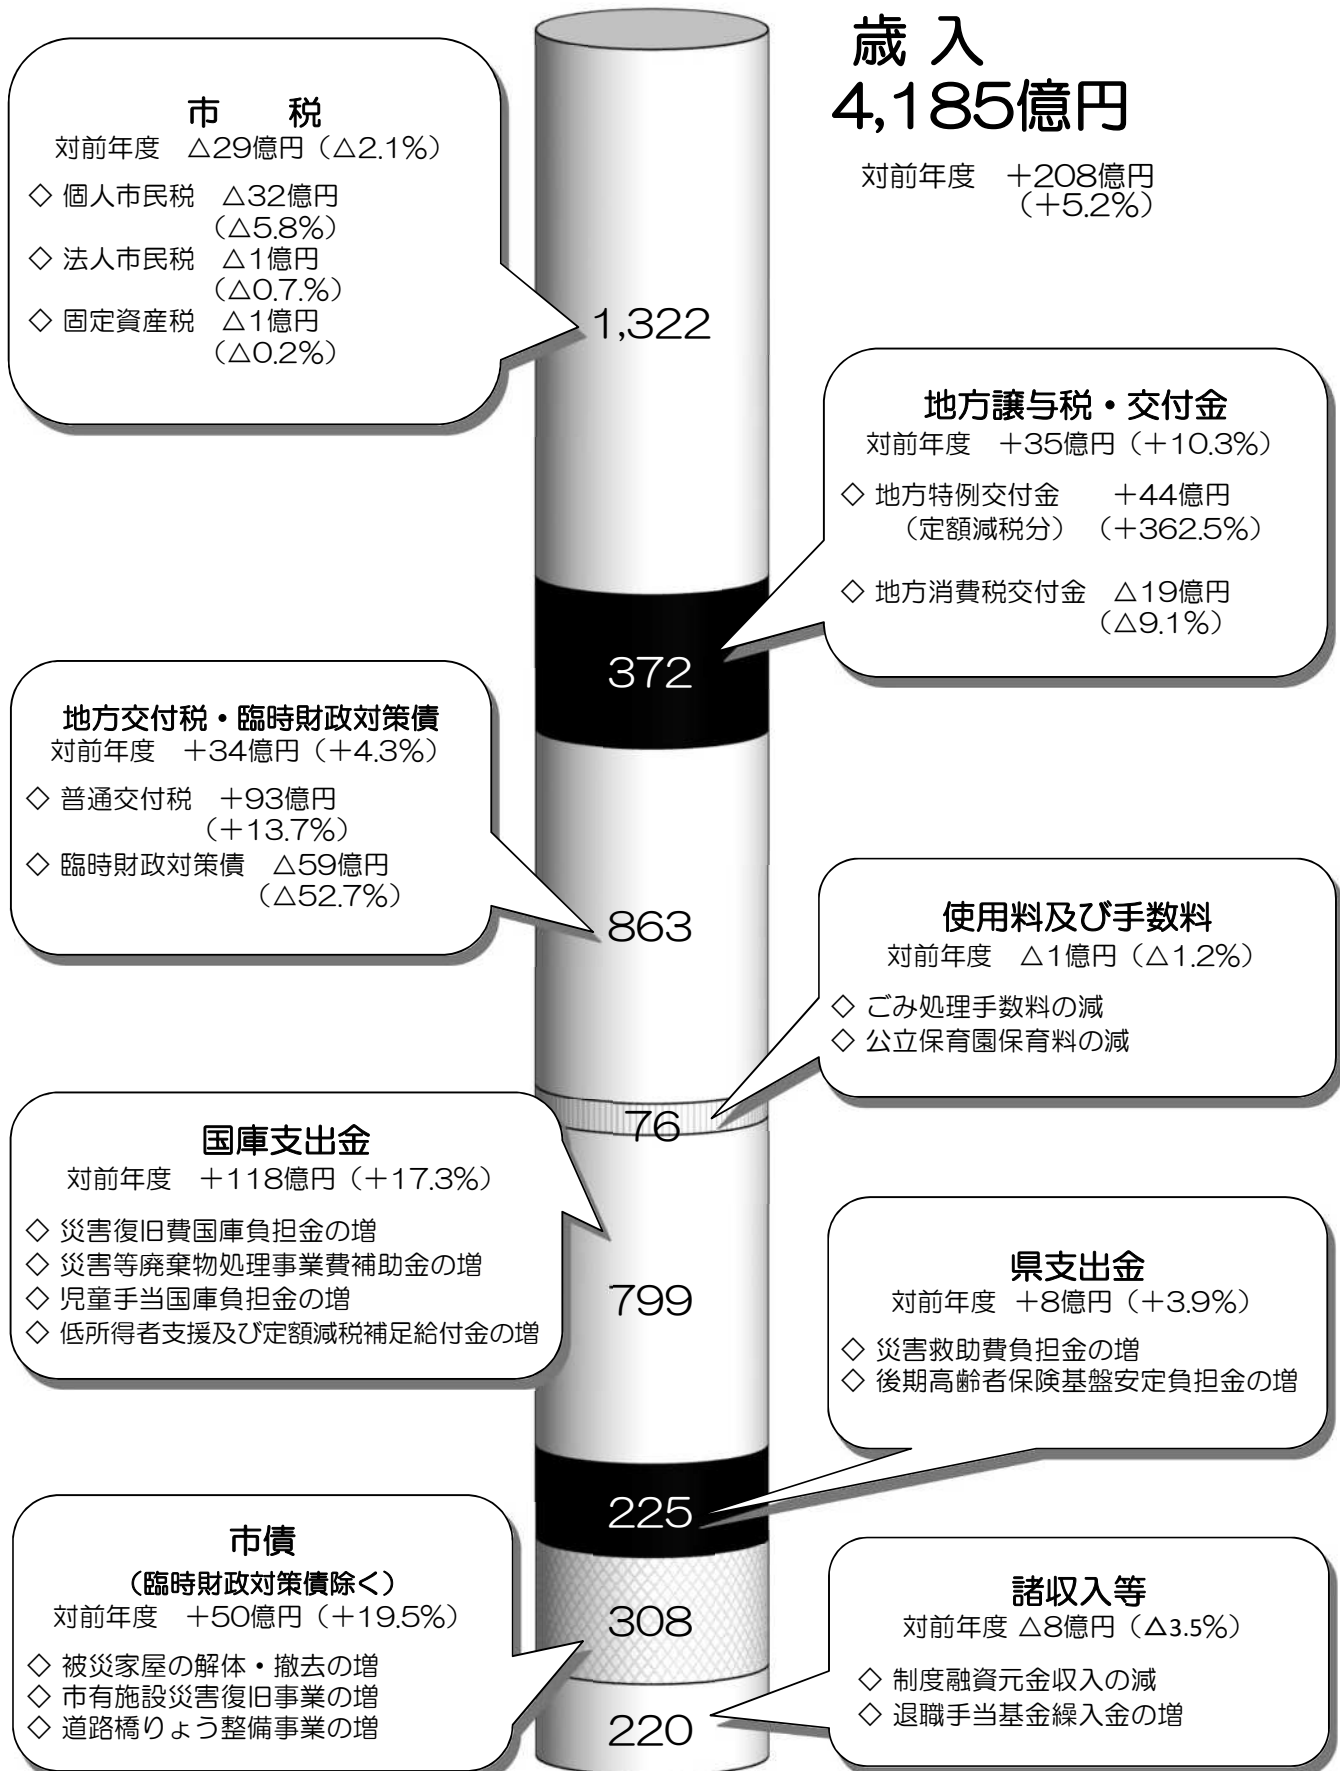 歳 入
4,185億円
対前年度 +208億円
(+5.2%)
市 税
対前年度 △29億円（△2.1%）
◇ 個人市民税 △32億円
（△5.8%）
◇ 法人市民税 △1億円
（△0.7.%）
◇ 固定資産税 △1億円
（△0.2%）
1,322
地方譲与税・交付金
対前年度 +35億円（+10.3%）
◇ 地方特例交付金 +44億円
（定額減税分）（+362.5%）
◇ 地方消費税交付金 △19億円
（△9.1%）
372
地方交付税・臨時財政対策債
対前年度 +34億円（+4.3%）
◇ 普通交付税 +93億円
（+13.7%）
◇ 臨時財政対策債 △59億円
（△52.7%）
863
使用料及び手数料
対前年度 △1億円（△1.2%）
◇ ごみ処理手数料の減
◇ 公立保育園保育料の減
76
国庫支出金
対前年度 +118億円（+17.3%）
◇ 災害復旧費国庫負担金の増
◇ 災害等廃棄物処理事業費補助金の増
◇ 児童手当国庫負担金の増
◇ 低所得者支援及び定額減税補足給付金の増
799
県支出金
対前年度 +8億円（+3.9%）
◇ 災害救助費負担金の増
◇ 後期高齢者保険基盤安定負担金の増
225
市債
（臨時財政対策債除く）
対前年度 +50億円（+19.5%）
◇ 被災家屋の解体・撤去の増
◇ 市有施設災害復旧事業の増
◇ 道路橋りょう整備事業の増
308
諸収入等
対前年度 △8億円（△3.5%）
◇ 制度融資元金収入の減
◇ 退職手当基金繰入金の増
220